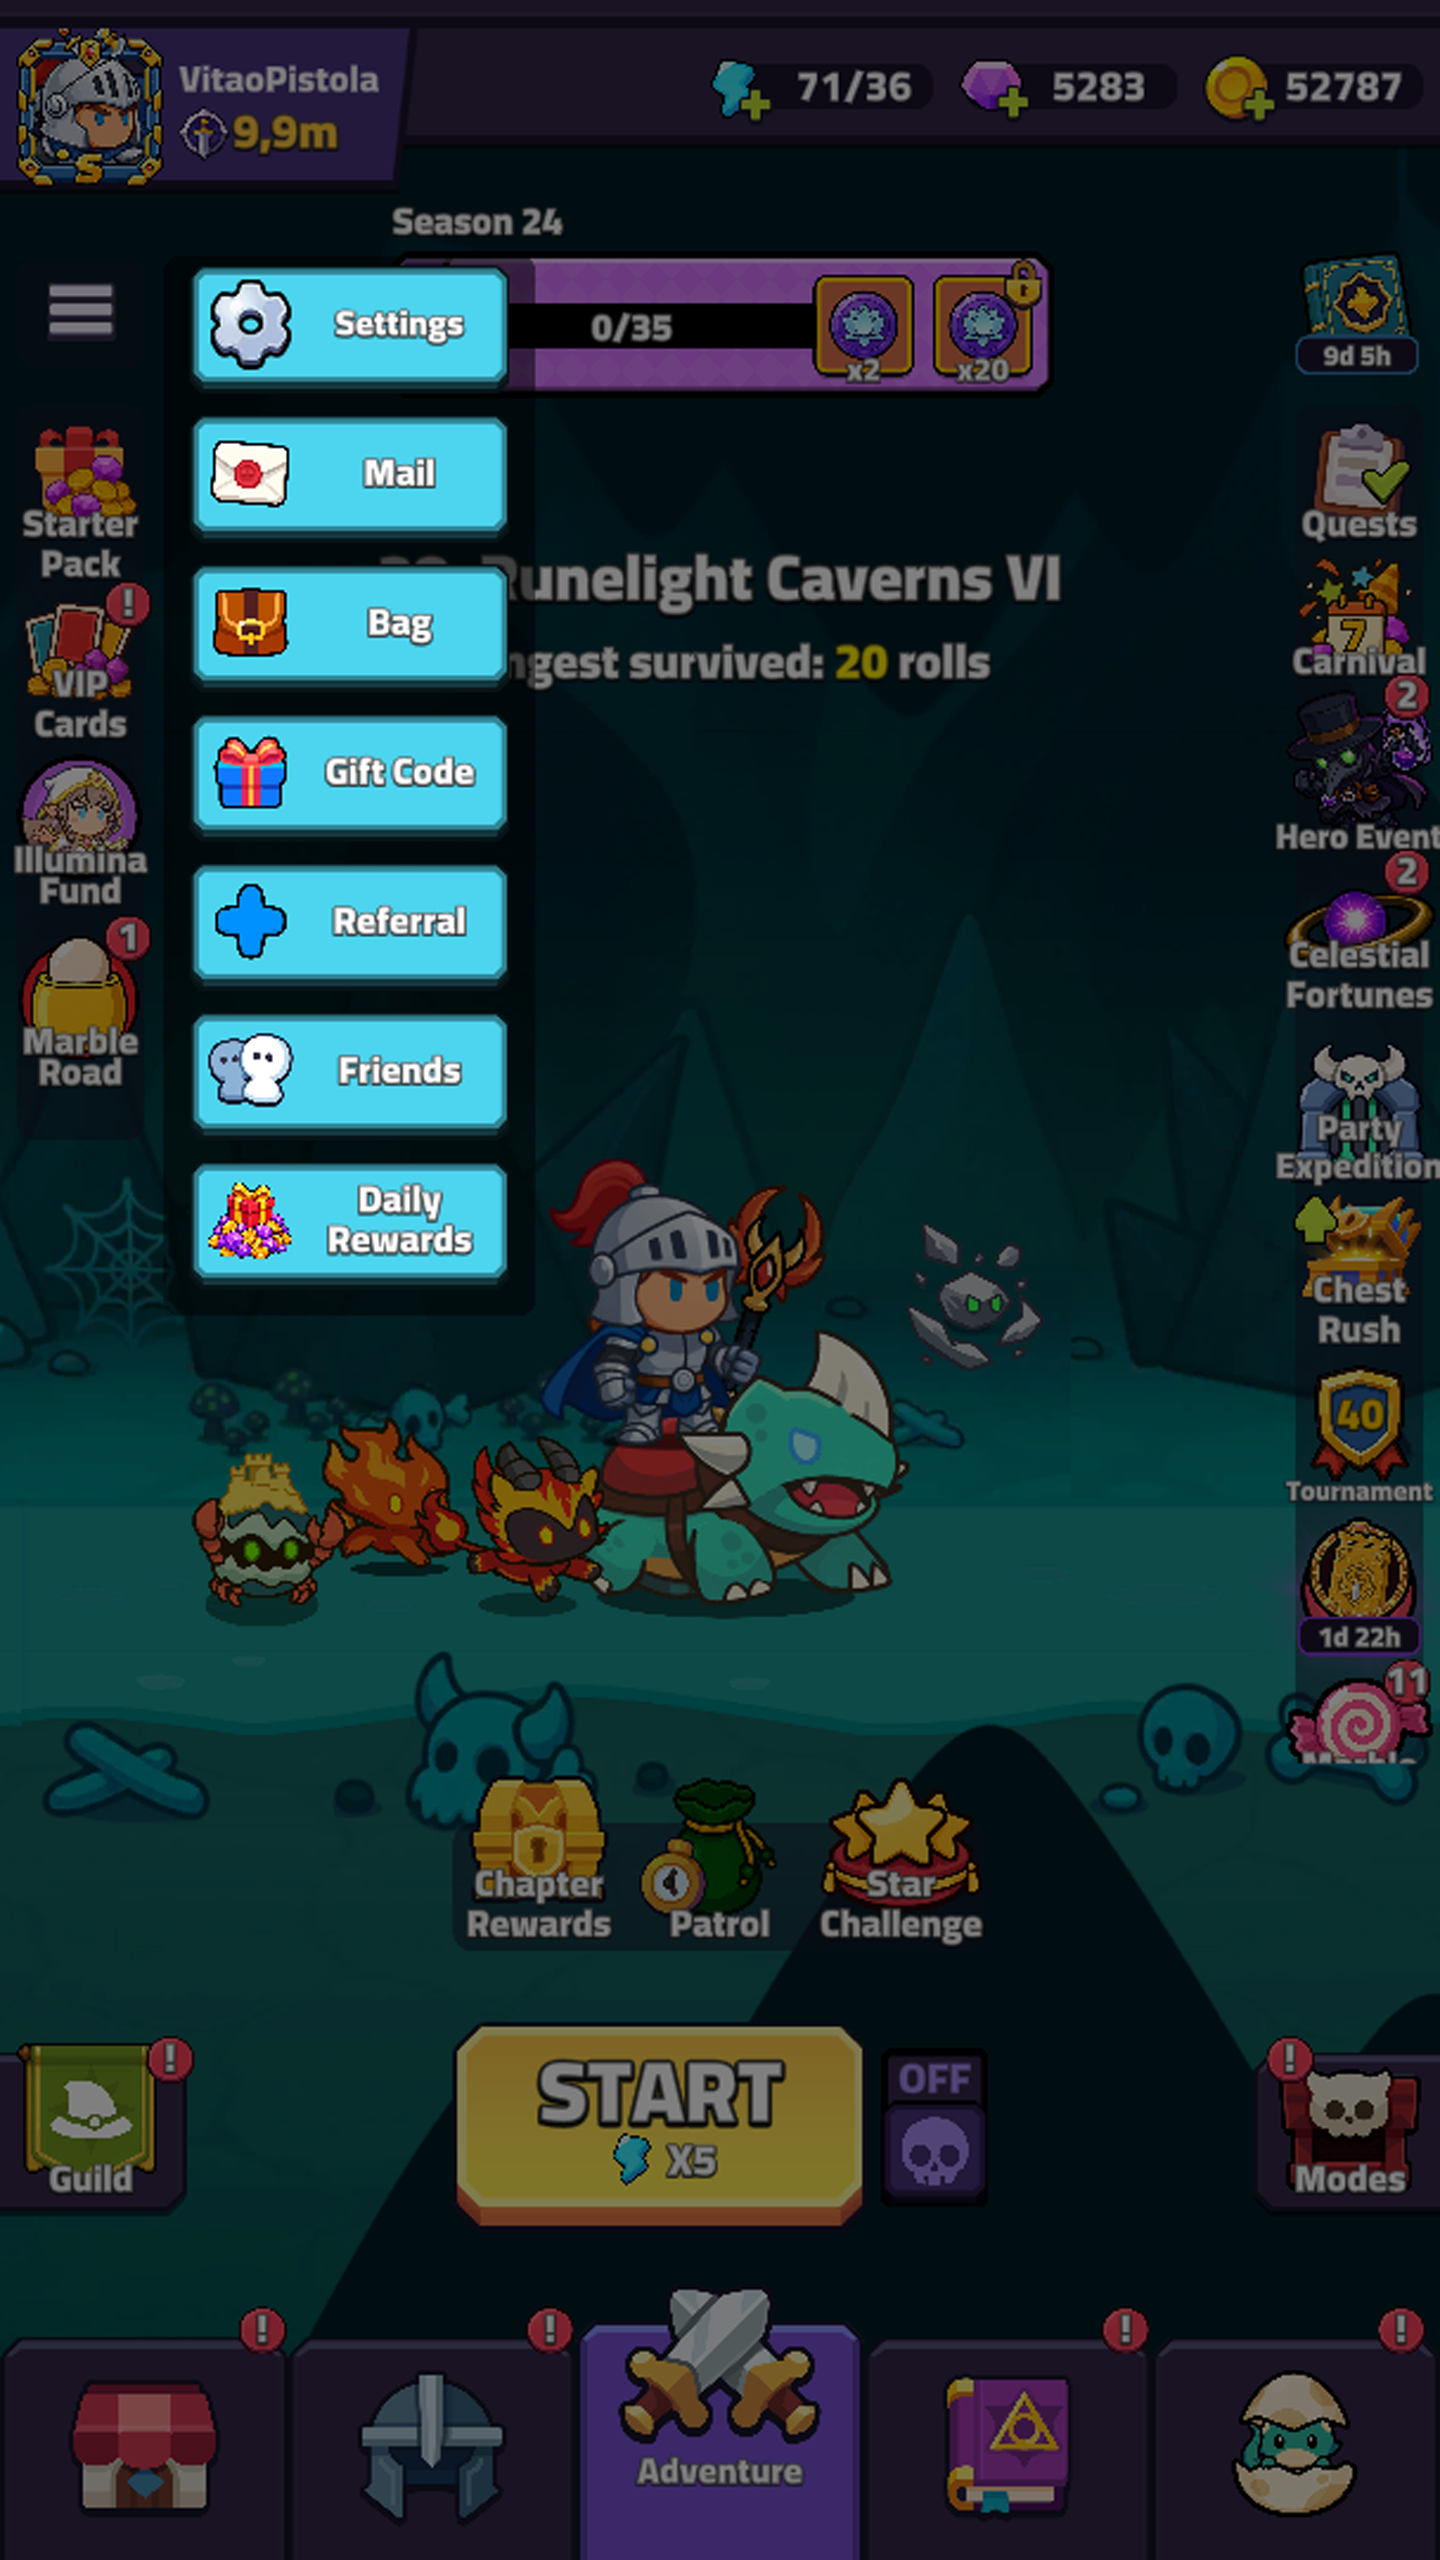 VitaoPistola
9,9m
71/36
5283
52787
Season 24
0/35
x2
x20
9d 5h
Settings
Mail
Bag
Gift Code
Referral
Friends
Daily
Rewards
Starter
Pack
!
VIP
Cards
Illumina
Fund
1
Marble
Road
Runelight Caverns VI
ngest survived: 20 rolls
Quests
7
Carnival
2
Hero Event
2
Celestial
Fortunes
Party
Expedition
Chest
Rush
40
Tournament
1d 22h
11
Marble
Chapter
Rewards
Patrol
Star
Challenge
!
Guild
START
X5
OFF
!
Modes
!
!
Adventure
!
!
S